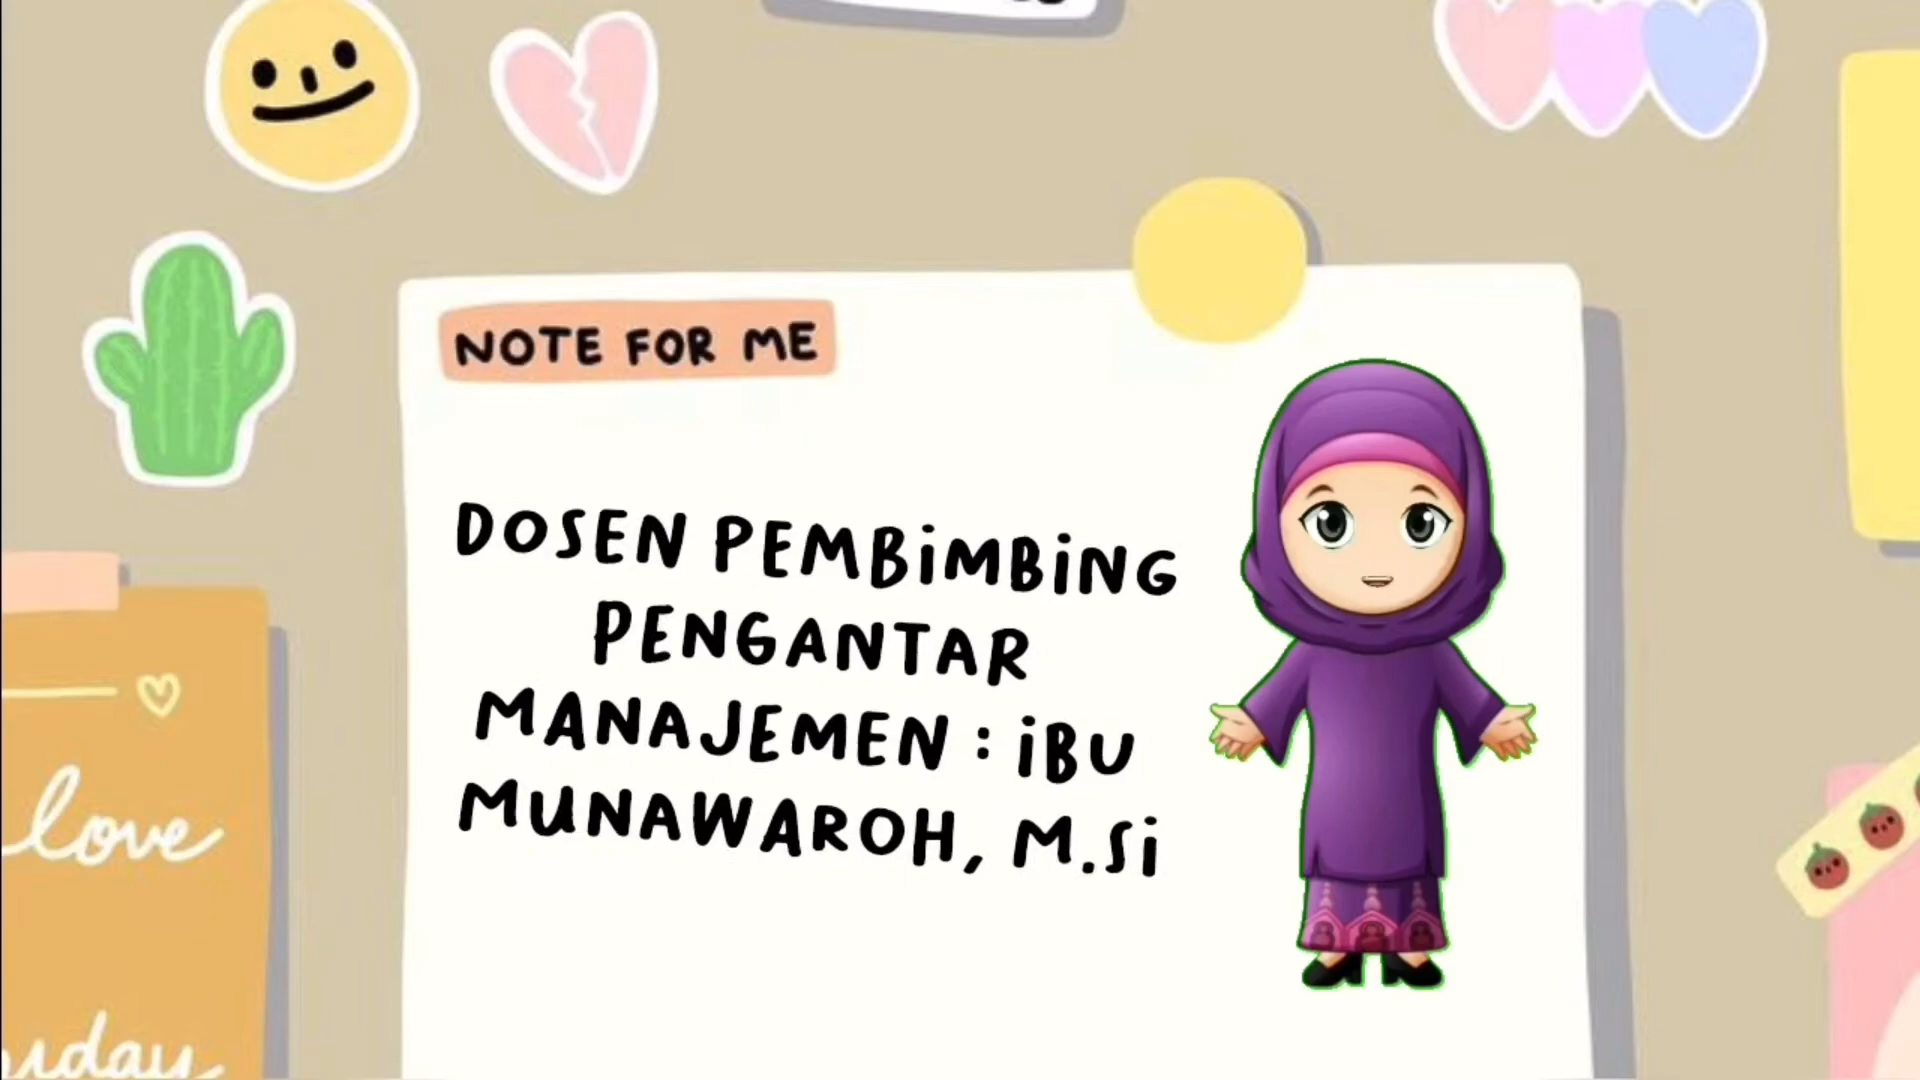 NOTE FOR ME
DOSEN PEMBiMBiNG
PENGANTAR
MANAJEMEN : iBU
MUNAWAROH, M.Si
love